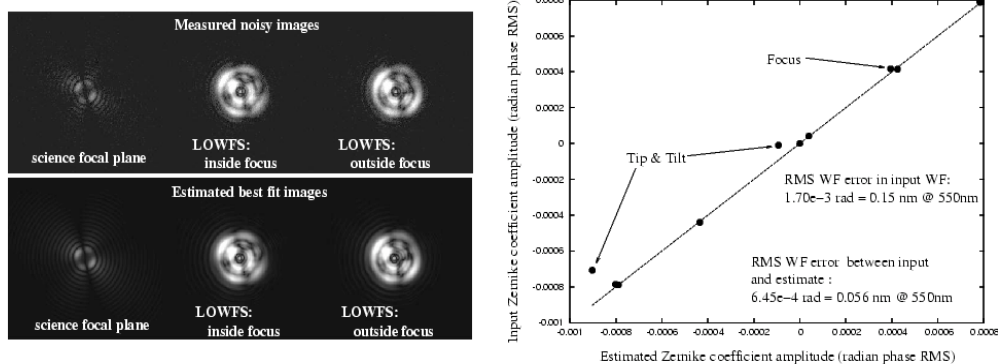 Measured noisy images
science focal plane
LOWFS:
inside focus
LOWFS:
outside focus
Estimated best fit images
science focal plane
LOWFS:
inside focus
LOWFS:
outside focus
Input Zernike coefficient amplitude (radian phase RMS)
0.0008
0.0006
0.0004
0.0002
0
-0.0002
-0.0004
-0.0006
-0.0008
-0.001
Focus
Tip & Tilt
RMS WF error in input WF:
1.70e-3 rad = 0.15 nm @ 550nm
RMS WF error between input
and estimate :
6.45e-4 rad = 0.056 nm @ 550nm
-0.001 -0.0008 -0.0006 -0.0004 -0.0002 0 0.0002 0.0004 0.0006 0.0008
Estimated Zernike coefficient amplitude (radian phase RMS)